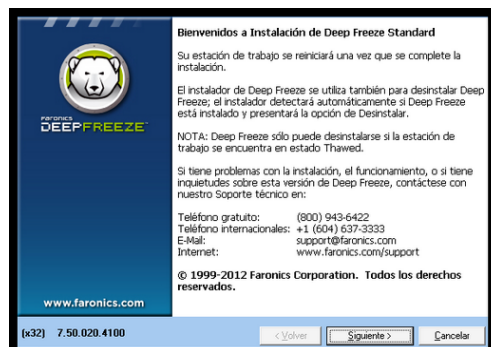 Bienvenidos a Instalación de Deep Freeze Standard
Su estación de trabajo se reiniciará una vez que se complete la
instalación.
El instalador de Deep Freeze se utiliza también para desinstalar Deep
Freeze; el instalador detectará automáticamente si Deep Freeze
está instalado y presentará la opción de Desinstalar.
NOTA: Deep Freeze sólo puede desinstalarse si la estación de
trabajo se encuentra en estado Thawed.
Si tiene problemas con la instalación, el funcionamiento, o si tiene
inquietudes sobre esta versión de Deep Freeze, contáctese con
nuestro Soporte técnico en:
Teléfono gratuito: (800) 943-6422
Teléfono internacionales: +1 (604) 637-3333
E-Mail: support@faronics.com
Internet: www.faronics.com/support
© 1999-2012 Faronics Corporation. Todos los derechos
reservados.
FARONICS
DEEPFREEZE
www.faronics.com
(x32) 7.50.020.4100
< Volver Siguiente > Cancelar